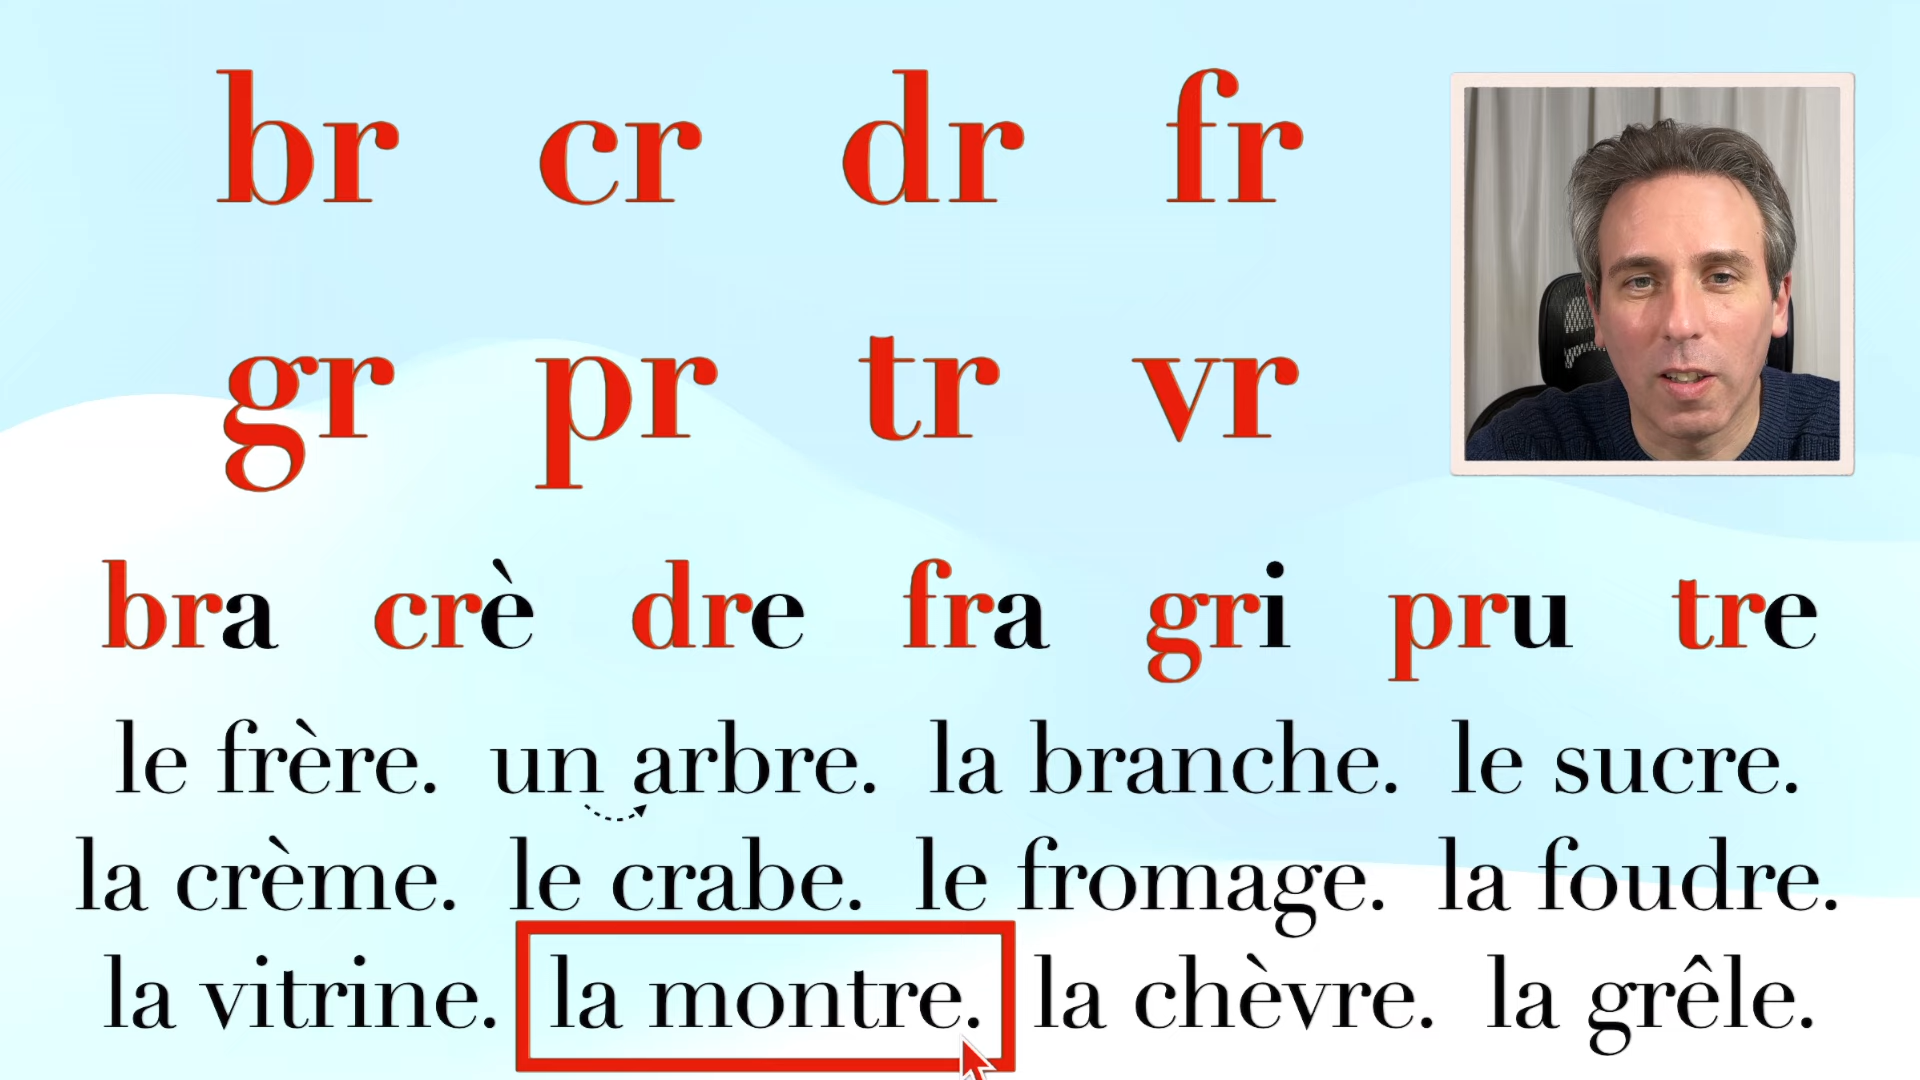 br cr dr fr
gr pr tr vr
bra crè dre fra gri pru tre
le frère. un arbre. la branche. le sucre.
la crème. le crabe. le fromage. la foudre.
la vitrine. la montre. la chèvre. la grêle.